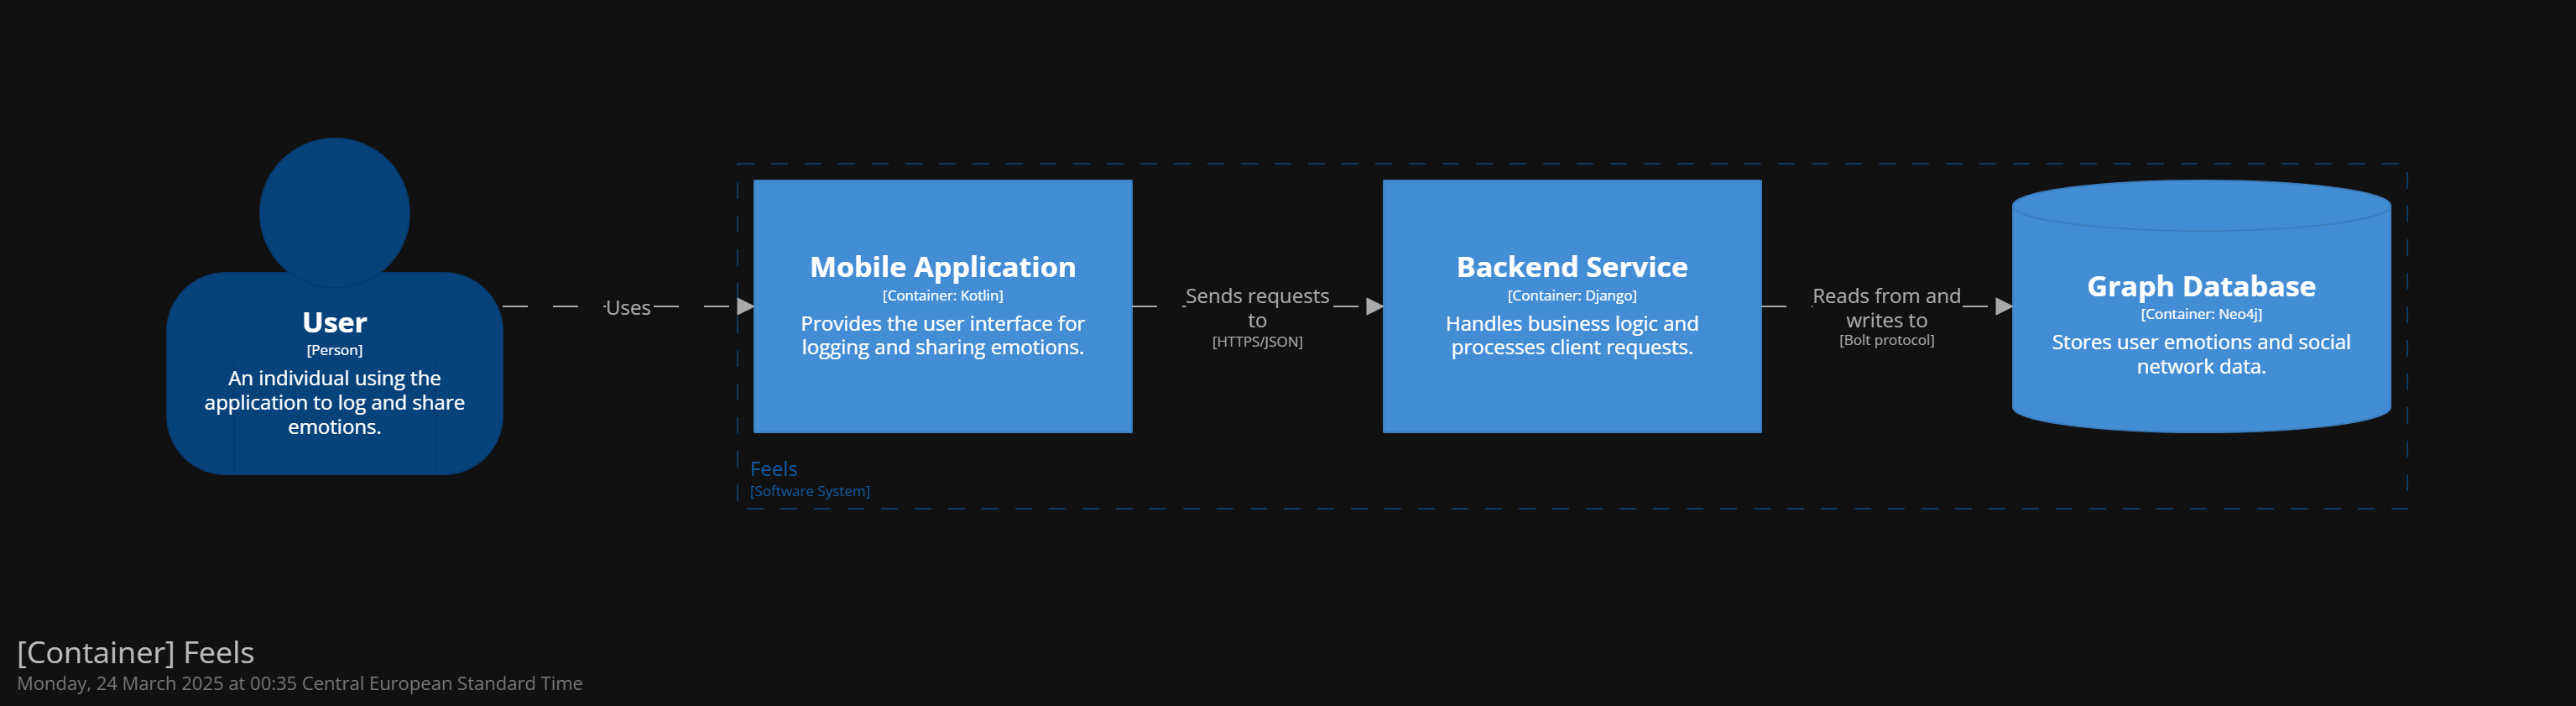 User
[Person]
An individual using the
application to log and share
emotions.
Uses
Mobile Application
[Container: Kotlin]
Provides the user interface for
logging and sharing emotions.
Sends requests
to
[HTTPS/JSON]
Backend Service
[Container: Django]
Handles business logic and
processes client requests.
Reads from and
writes to
[Bolt protocol]
Graph Database
[Container: Neo4j]
Stores user emotions and social
network data.
Feels
[Software System]
[Container] Feels
Monday, 24 March 2025 at 00:35 Central European Standard Time